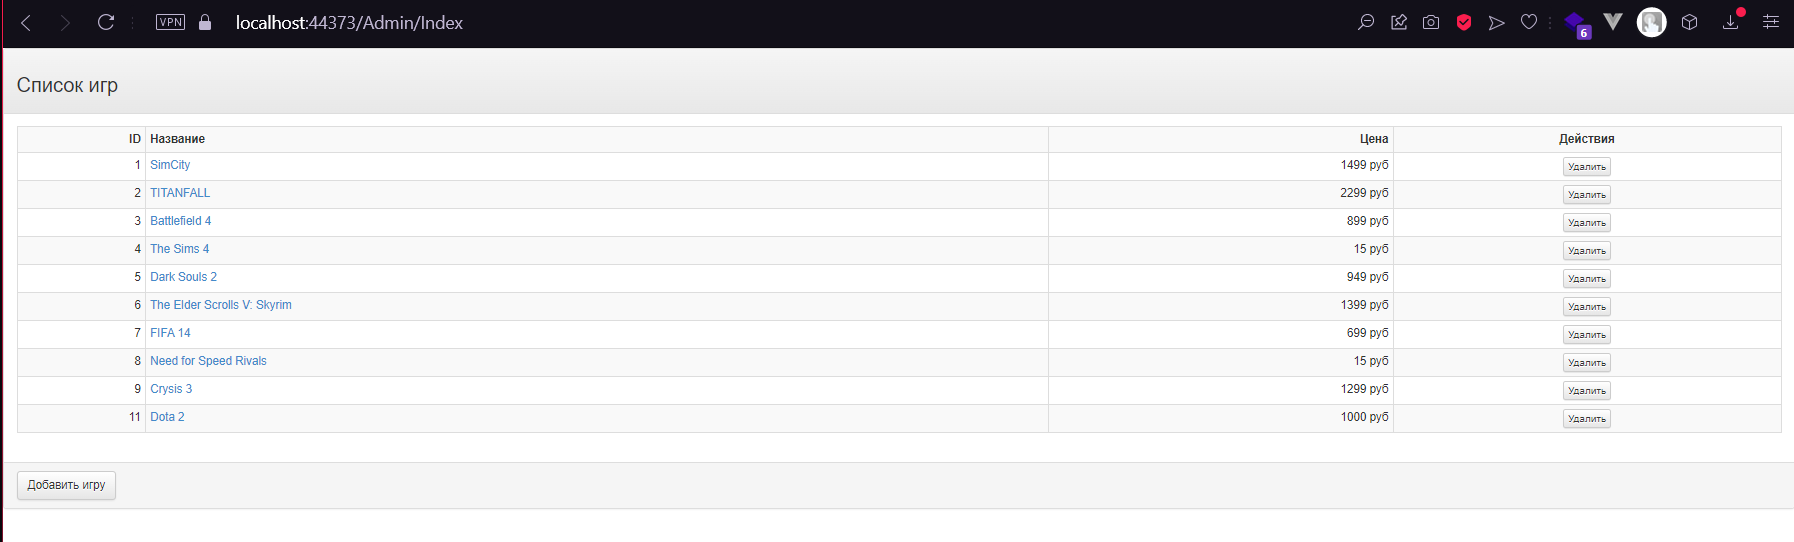 VPN localhost:44373/Admin/Index 6
Список игр
ID Название Цена Действия
1 SimCity 1499 руб Удалить
2 TITANFALL 2299 руб Удалить
3 Battlefield 4 899 руб Удалить
4 The Sims 4 15 руб Удалить
5 Dark Souls 2 949 руб Удалить
6 The Elder Scrolls V: Skyrim 1399 руб Удалить
7 FIFA 14 699 руб Удалить
8 Need for Speed Rivals 15 руб Удалить
9 Crysis 3 1299 руб Удалить
11 Dota 2 1000 руб Удалить
Добавить игру